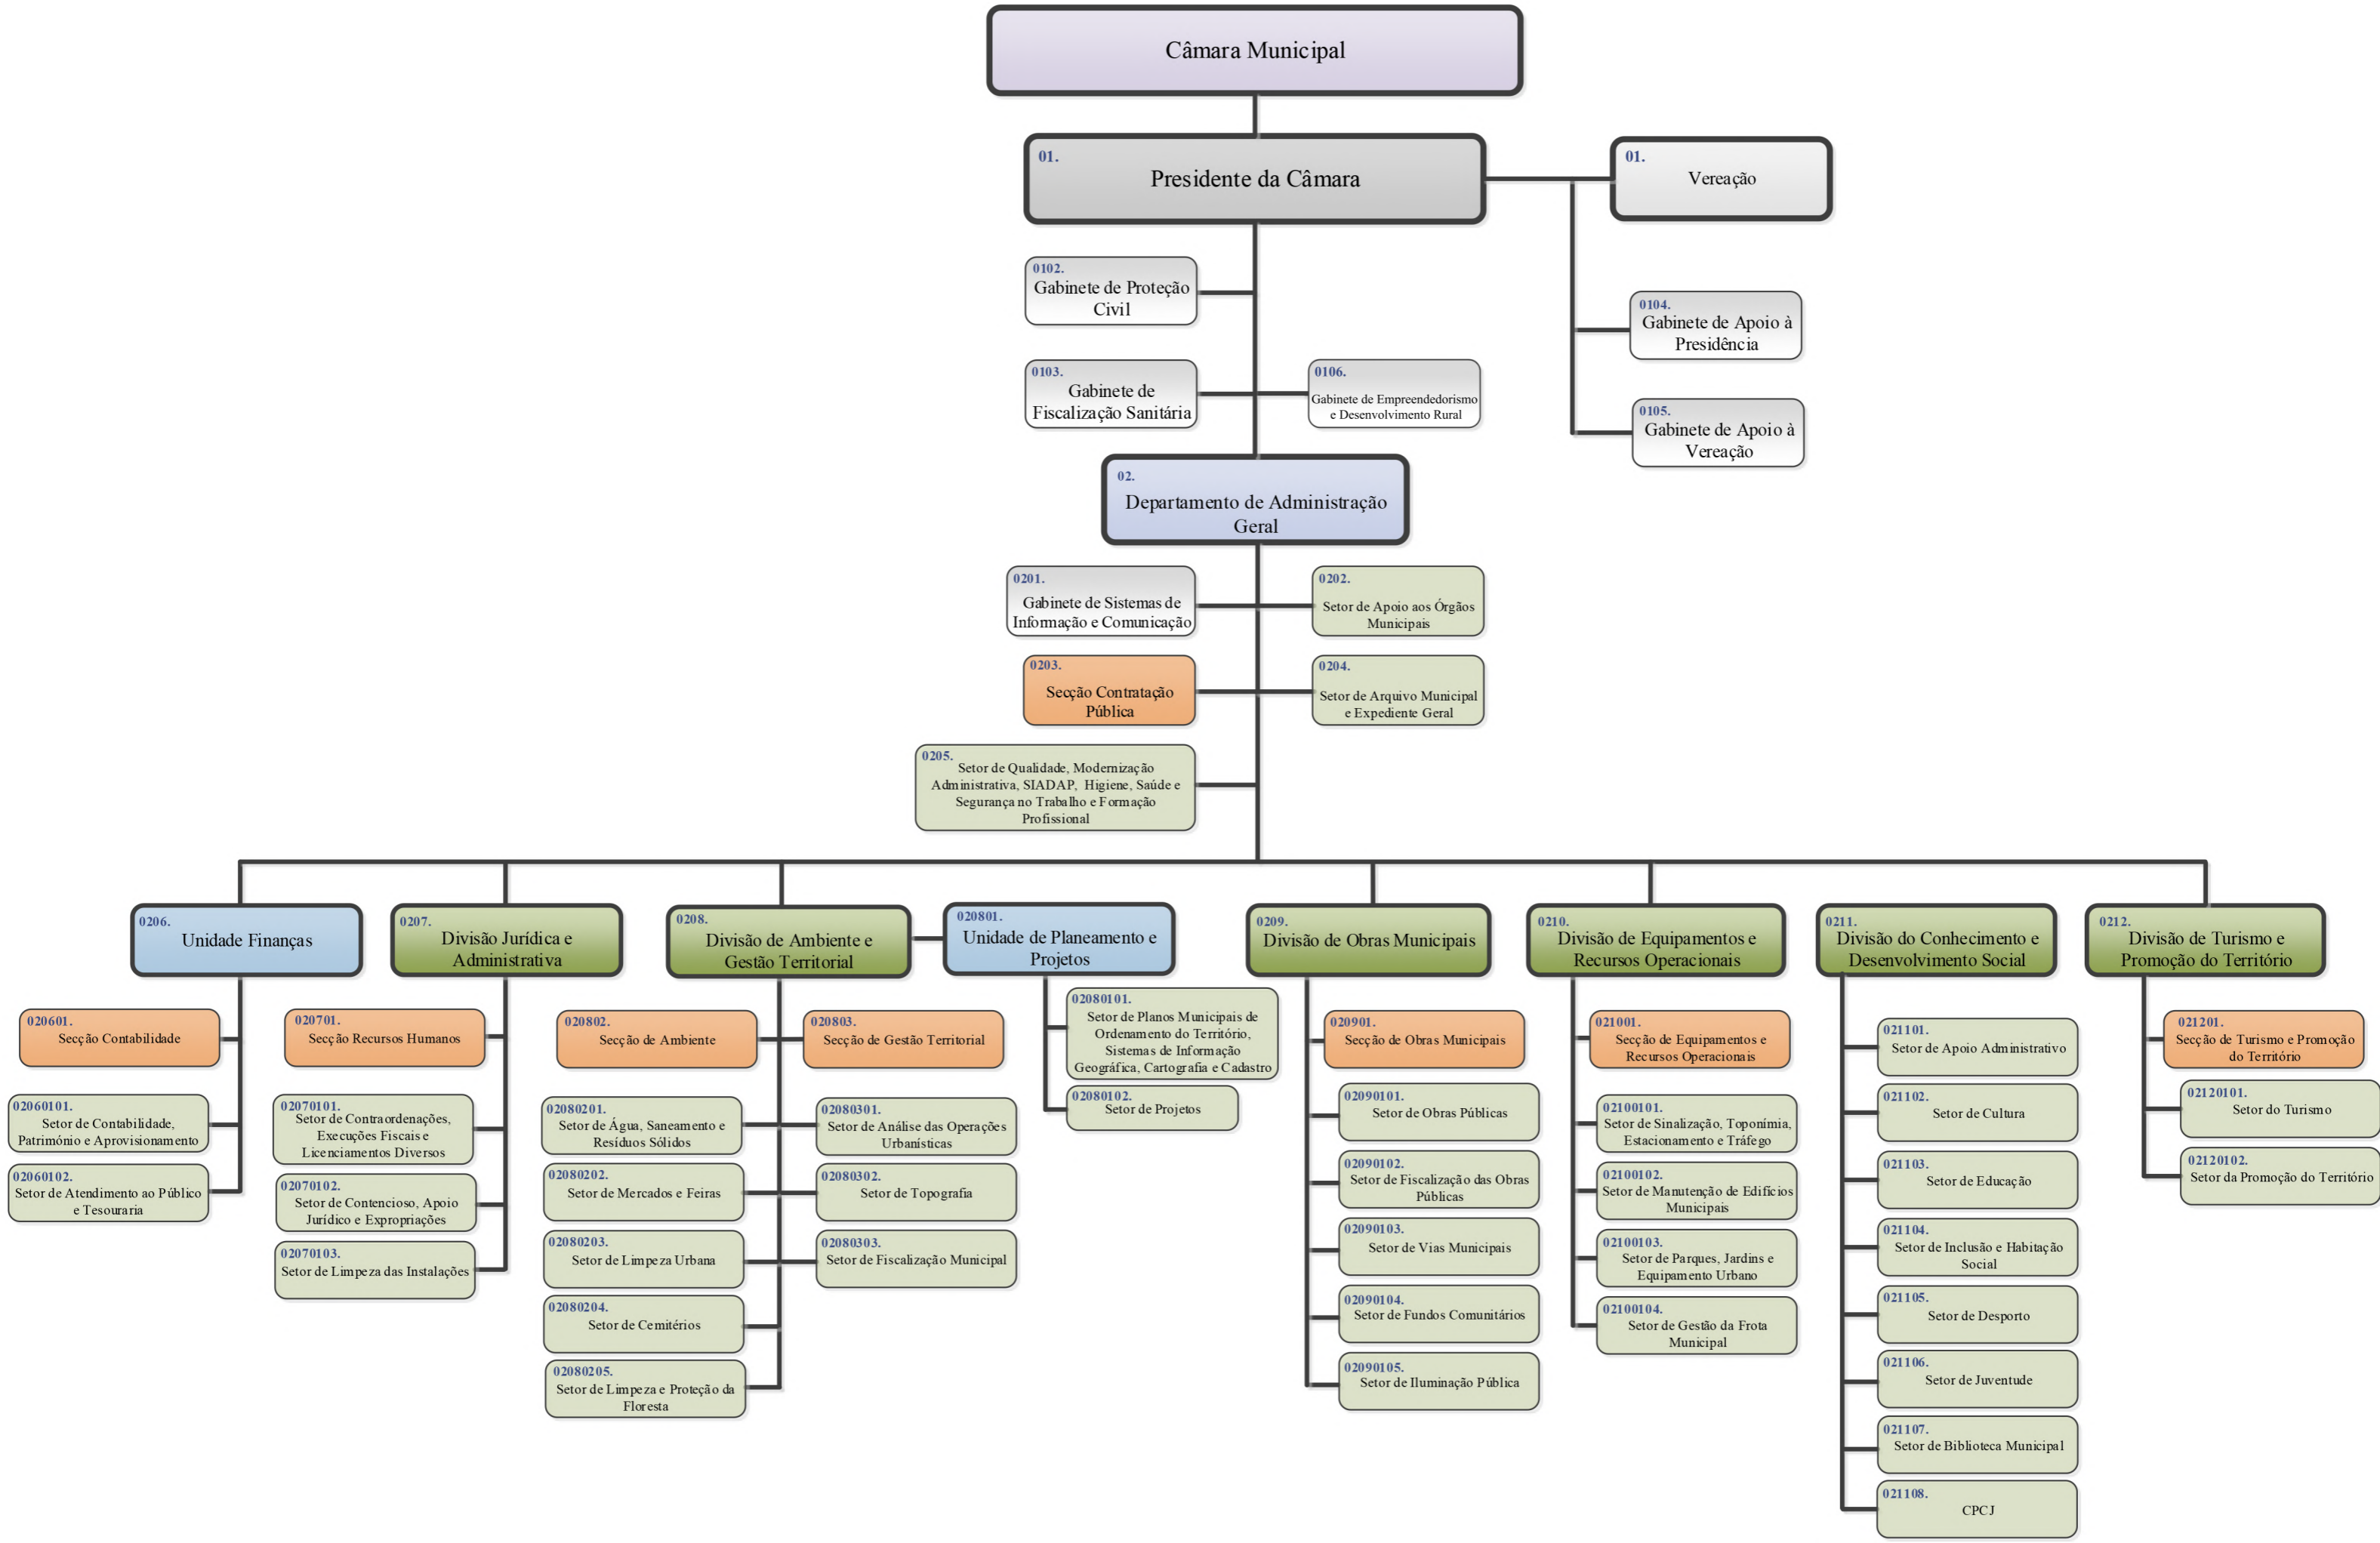 Câmara Municipal
01.
Presidente da Câmara
01.
Vereação
0102.
Gabinete de Proteção
Civil
0104.
Gabinete de Apoio à
Presidência
0103.
Gabinete de
Fiscalização Sanitária
0106.
Gabinete de Empreendedorismo
e Desenvolvimento Rural
0105.
Gabinete de Apoio à
Vereação
02.
Departamento de Administração
Geral
0201.
Gabinete de Sistemas de
Informação e Comunicação
0202.
Setor de Apoio aos Órgãos
Municipais
0203.
Secção Contratação
Pública
0204.
Setor de Arquivo Municipal
e Expediente Geral
0205.
Setor de Qualidade, Modernização
Administrativa, SIADAP, Higiene, Saúde e
Segurança no Trabalho e Formação
Profissional
0206.
Unidade Finanças
0207.
Divisão Jurídica e
Administrativa
0208.
Divisão de Ambiente e
Gestão Territorial
020801.
Unidade de Planeamento e
Projetos
0209.
Divisão de Obras Municipais
0210.
Divisão de Equipamentos e
Recursos Operacionais
0211.
Divisão do Conhecimento e
Desenvolvimento Social
0212.
Divisão de Turismo e
Promoção do Território
020601.
Secção Contabilidade
02060101.
Setor de Contabilidade,
Património e Aprovisionamento
02060102.
Setor de Atendimento ao Público
e Tesouraria
020701.
Secção Recursos Humanos
02070101.
Setor de Contraordenações,
Execuções Fiscais e
Licenciamentos Diversos
02070102.
Setor de Contencioso, Apoio
Jurídico e Expropriações
02070103.
Setor de Limpeza das Instalações
020802.
Secção de Ambiente
02080201.
Setor de Água, Saneamento e
Resíduos Sólidos
02080202.
Setor de Mercados e Feiras
02080203.
Setor de Limpeza Urbana
02080204.
Setor de Cemitérios
02080205.
Setor de Limpeza e Proteção da
Floresta
020803.
Secção de Gestão Territorial
02080301.
Setor de Análise das Operações
Urbanísticas
02080302.
Setor de Topografia
02080303.
Setor de Fiscalização Municipal
02080101.
Setor de Planos Municipais de
Ordenamento do Território,
Sistemas de Informação
Geográfica, Cartografia e Cadastro
02080102.
Setor de Projetos
020901.
Secção de Obras Municipais
02090101.
Setor de Obras Públicas
02090102.
Setor de Fiscalização das Obras
Públicas
02090103.
Setor de Vias Municipais
02090104.
Setor de Fundos Comunitários
02090105.
Setor de Iluminação Pública
021001.
Secção de Equipamentos e
Recursos Operacionais
02100101.
Setor de Sinalização, Toponímia,
Estacionamento e Tráfego
02100102.
Setor de Manutenção de Edifícios
Municipais
02100103.
Setor de Parques, Jardins e
Equipamento Urbano
02100104.
Setor de Gestão da Frota
Municipal
021101.
Setor de Apoio Administrativo
021102.
Setor de Cultura
021103.
Setor de Educação
021104.
Setor de Inclusão e Habitação
Social
021105.
Setor de Desporto
021106.
Setor de Juventude
021107.
Setor de Biblioteca Municipal
021108.
CPCJ
021201.
Secção de Turismo e Promoção
do Território
02120101.
Setor do Turismo
02120102.
Setor da Promoção do Território